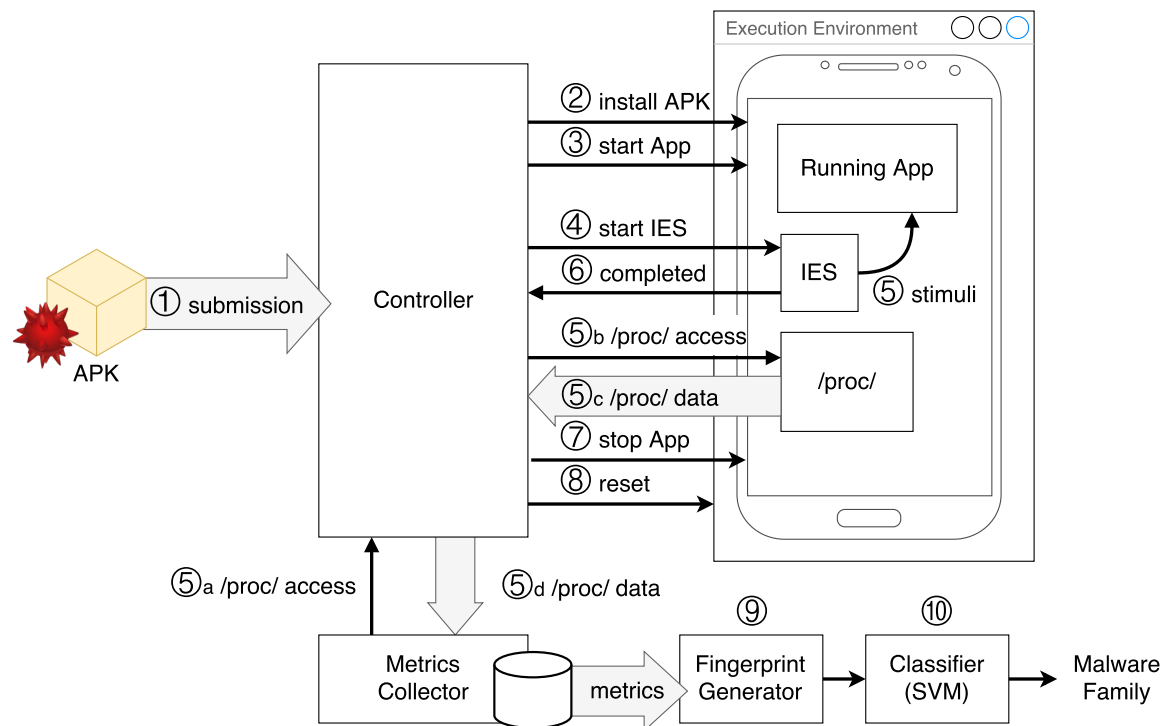 Execution Environment
② install APK
③ start App
Running App
④ start IES
⑥ completed
IES
⑤ stimuli
① submission
Controller
APK
⑤b /proc/ access
⑤c /proc/ data
/proc/
⑦ stop App
⑧ reset
⑤a /proc/ access
⑤d /proc/ data
⑨
⑩
Metrics
Collector
metrics
Fingerprint
Generator
Classifier
(SVM)
Malware
Family